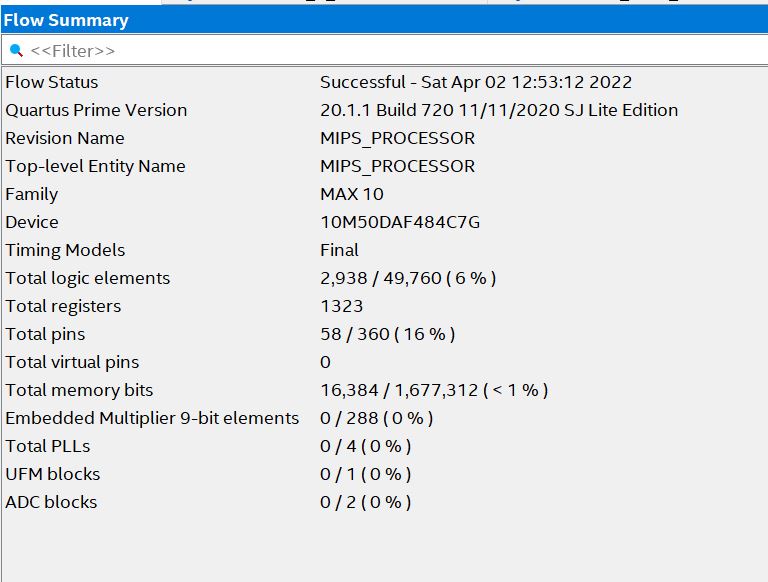 Flow Summary
<<Filter>>
Flow Status Successful - Sat Apr 02 12:53:12 2022
Quartus Prime Version 20.1.1 Build 720 11/11/2020 SJ Lite Edition
Revision Name MIPS_PROCESSOR
Top-level Entity Name MIPS_PROCESSOR
Family MAX 10
Device 10M50DAF484C7G
Timing Models Final
Total logic elements 2,938 / 49,760 ( 6 % )
Total registers 1323
Total pins 58 / 360 ( 16 % )
Total virtual pins 0
Total memory bits 16,384 / 1,677,312 ( < 1 % )
Embedded Multiplier 9-bit elements 0 / 288 ( 0 % )
Total PLLs 0 / 4 ( 0 % )
UFM blocks 0 / 1 ( 0 % )
ADC blocks 0 / 2 ( 0 % )